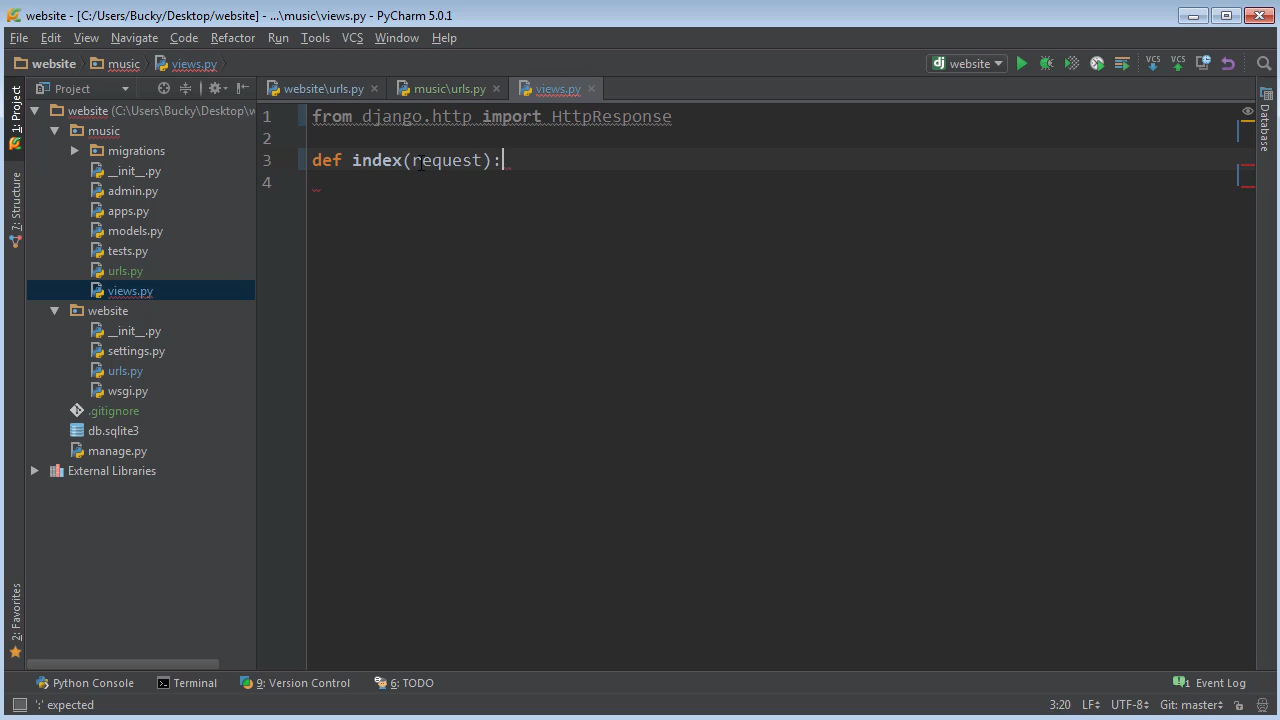 website - [C:/Users/Bucky/Desktop/website] - ...\music\views.py - PyCharm 5.0.1
File Edit View Navigate Code Refactor Run Tools VCS Window Help
website music views.py website VCS VCS
Project website\urls.py music\urls.py views.py
1: Project
7: Structure
2: Favorites
Database
website (C:\Users\Bucky\Desktop\w
music
migrations
__init__.py
admin.py
apps.py
models.py
tests.py
urls.py
views.py
website
__init__.py
settings.py
urls.py
wsgi.py
.gitignore
db.sqlite3
manage.py
External Libraries
1 from django.http import HttpResponse
2
3 def index(request):
4
Python Console Terminal 9: Version Control 6: TODO 1 Event Log
':' expected 3:20 LF UTF-8 Git: master